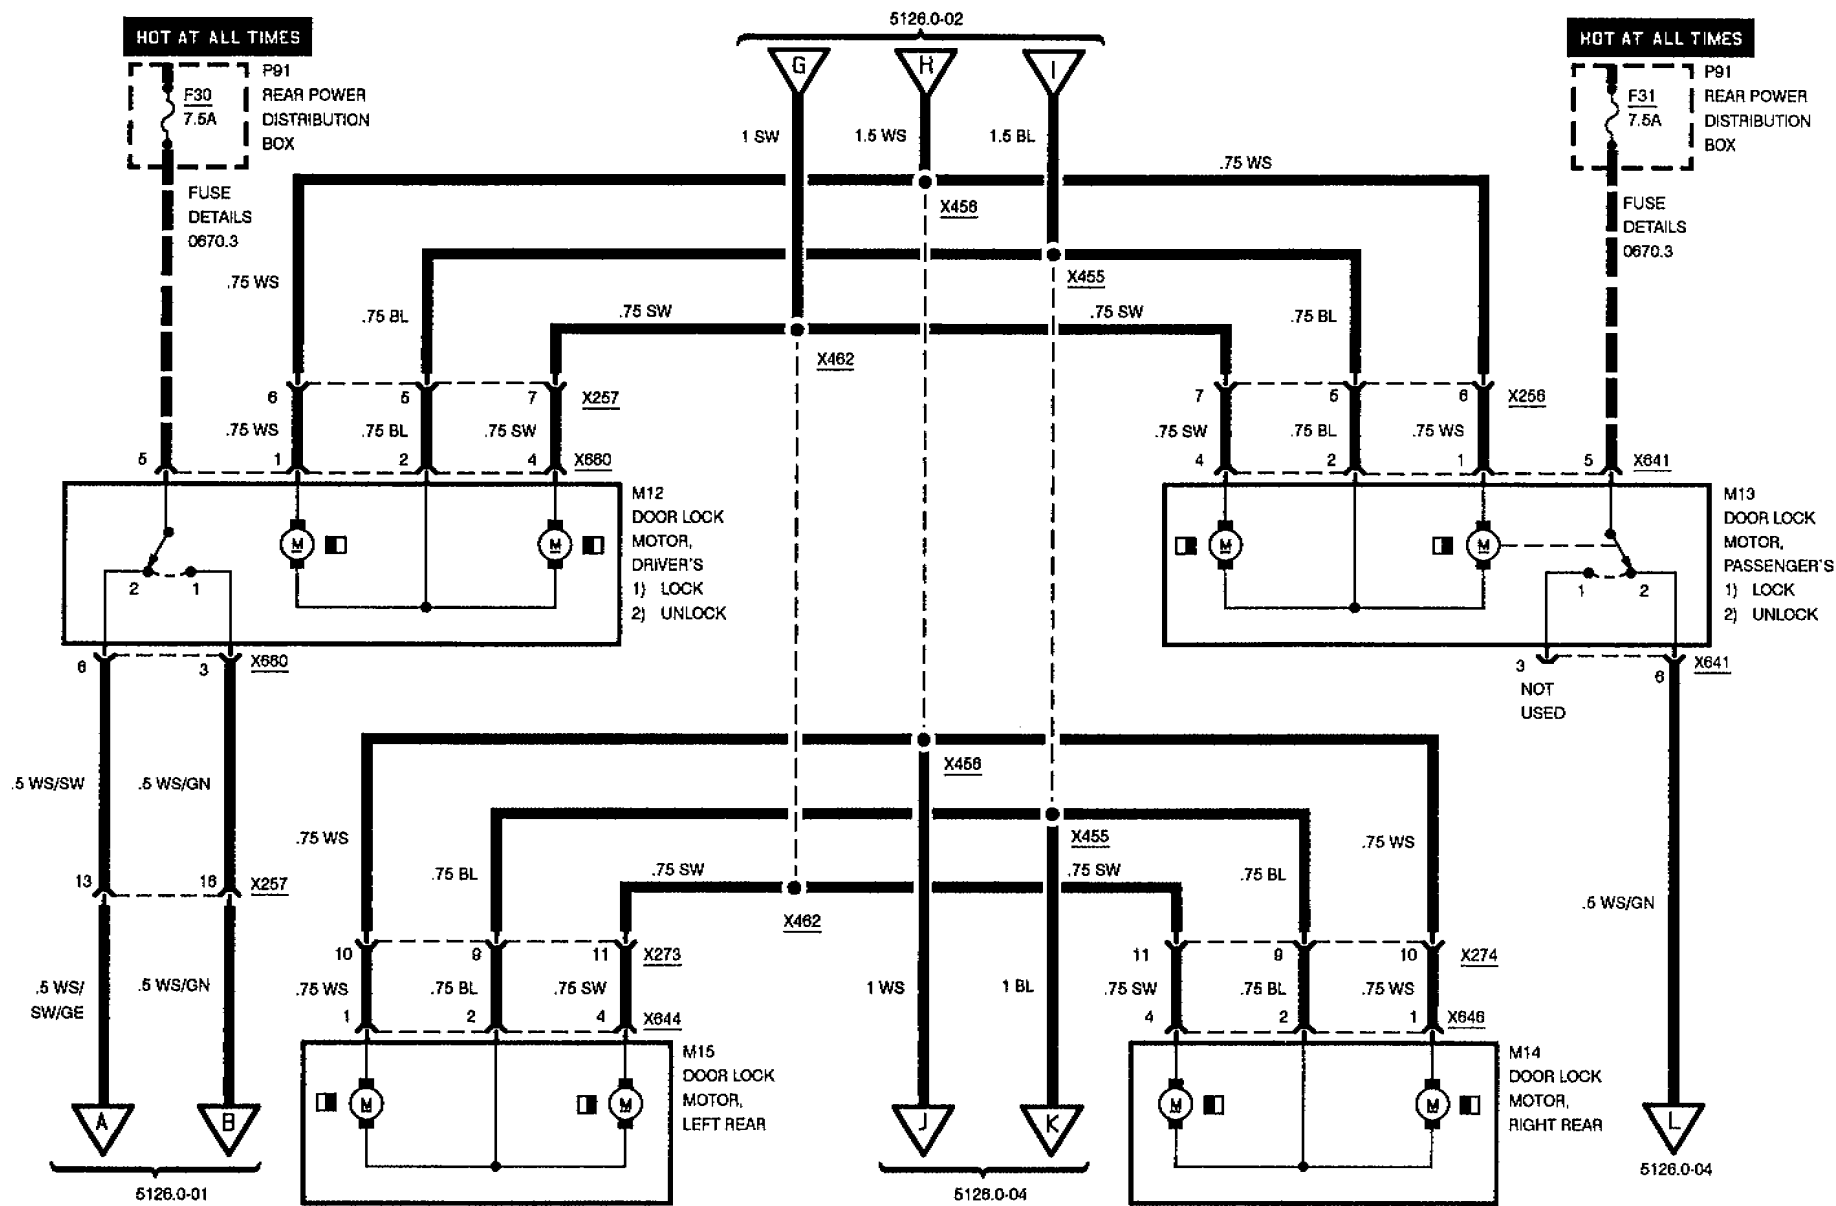 5126.0-02
HOT AT ALL TIMES
HOT AT ALL TIMES
G
H
I
F30
7.5A
P91
REAR POWER
DISTRIBUTION
BOX
F31
7.5A
P91
REAR POWER
DISTRIBUTION
BOX
1 SW
1.5 WS
1.5 BL
.75 WS
FUSE
DETAILS
0670.3
X456
FUSE
DETAILS
0670.3
.75 WS
X455
.75 BL
.75 SW
.75 SW
.75 BL
X462
6
5
7
X257
7
5
6
X256
.75 WS
.75 BL
.75 SW
.75 SW
.75 BL
.75 WS
5
1
2
4
X660
4
2
1
5
X641
M12
DOOR LOCK
MOTOR,
DRIVER'S
1) LOCK
2) UNLOCK
M
M
2
1
M13
DOOR LOCK
MOTOR,
PASSENGER'S
1) LOCK
2) UNLOCK
M
M
1
2
6
3
X660
3
NOT
USED
6
X641
X456
.5 WS/SW
.5 WS/GN
.75 WS
X455
.75 WS
.75 BL
.75 SW
.75 SW
.75 BL
13
16
X257
X462
.5 WS/GN
10
9
11
X273
11
9
10
X274
.5 WS/
SW/GE
.5 WS/GN
.75 WS
.75 BL
.75 SW
1 WS
1 BL
.75 SW
.75 BL
.75 WS
1
2
4
X644
4
2
1
X646
M15
DOOR LOCK
MOTOR,
LEFT REAR
M
M
M14
DOOR LOCK
MOTOR,
RIGHT REAR
M
M
A
B
J
K
L
5126.0-01
5126.0-04
5126.0-04